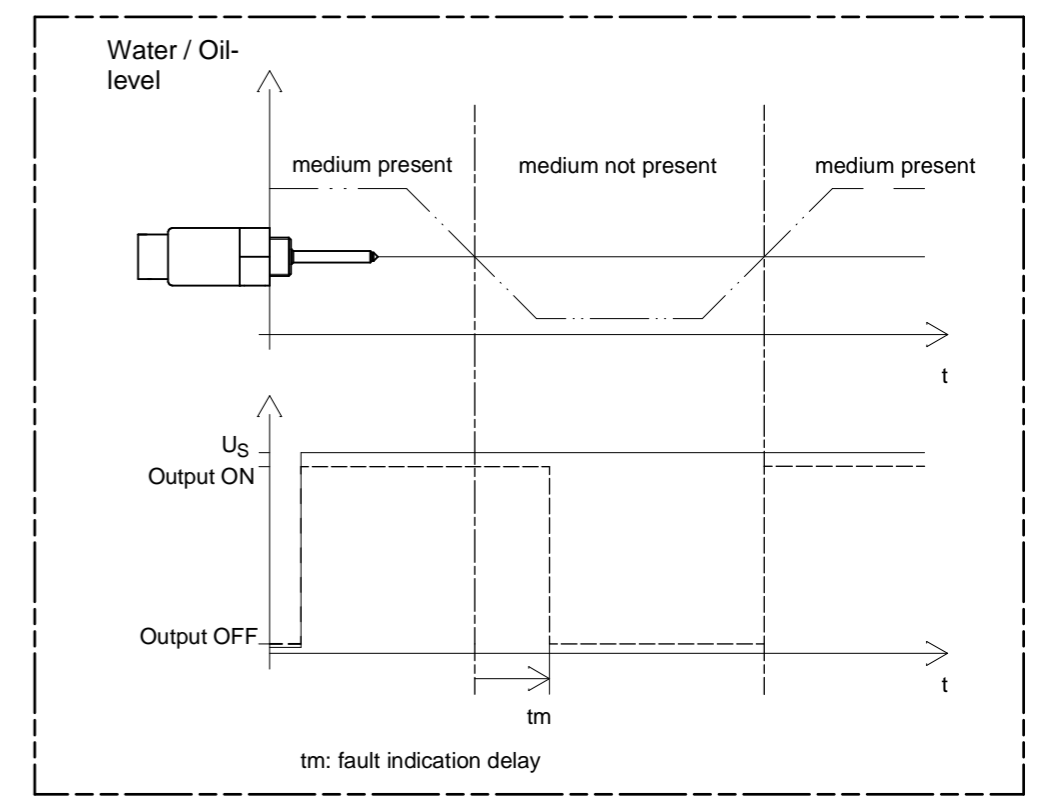 Water / Oil-
level
medium present
medium not present
medium present
t
US
Output ON
Output OFF
t
tm
tm: fault indication delay